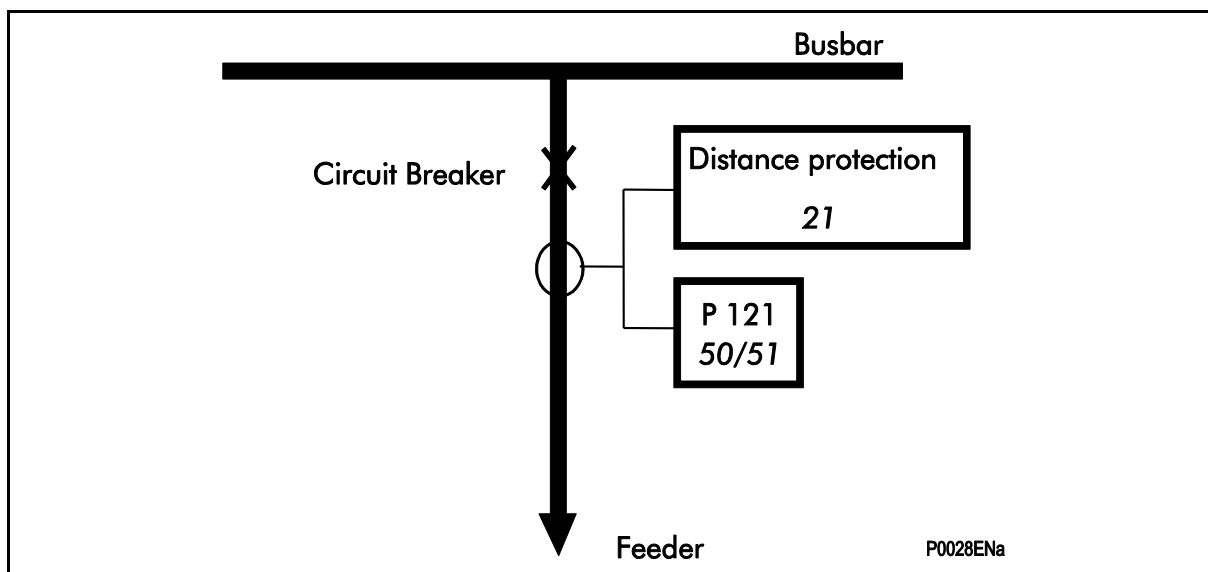 Busbar
Circuit Breaker
Distance protection
21
P 121
50/51
Feeder
P0028ENa